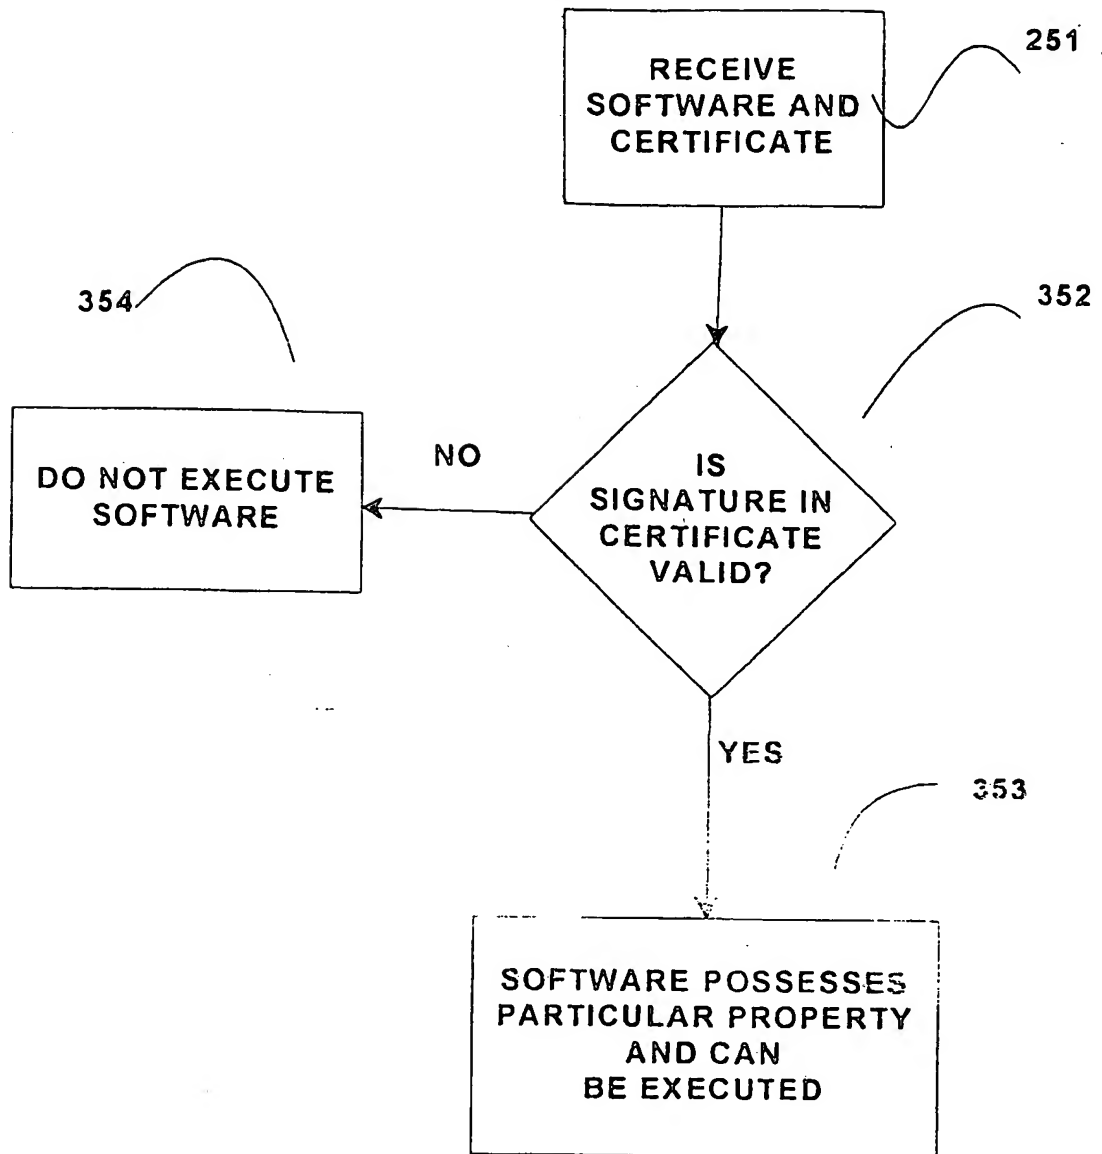 251
RECEIVE
SOFTWARE AND
CERTIFICATE
352
354
NO
IS
SIGNATURE IN
CERTIFICATE
VALID?
DO NOT EXECUTE
SOFTWARE
YES
353
SOFTWARE POSSESSES
PARTICULAR PROPERTY
AND CAN
BE EXECUTED